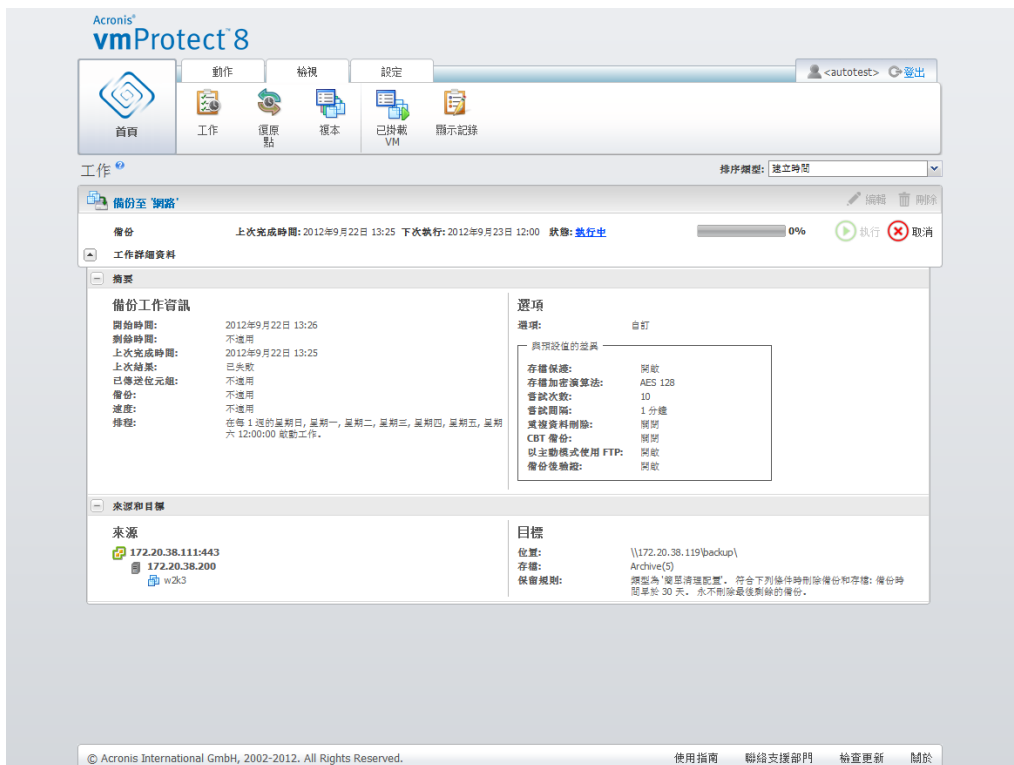 Acronis®
vmProtect™ 8
動作 檢視 設定
<autotest> 登出
首頁
工作
復原點
複本
已掛載 VM
顯示記錄
工作
排序類型: 建立時間
備份至 '網路'
編輯 刪除
備份 上次完成時間: 2012年9月22日 13:25 下次執行: 2012年9月23日 12:00 狀態: 執行中 0% 執行 取消
工作詳細資料
摘要
備份工作資訊
開始時間: 2012年9月22日 13:26
剩餘時間: 不適用
上次完成時間: 2012年9月22日 13:25
上次結果: 已失敗
已傳送位元組: 不適用
備份: 不適用
速度: 不適用
排程: 在每 1 週的星期日, 星期一, 星期二, 星期三, 星期四, 星期五, 星期
六 12:00:00 啟動工作。
選項
選項: 自訂
與預設值的差異
存檔保護: 開啟
存檔加密演算法: AES 128
嘗試次數: 10
嘗試間隔: 1 分鐘
重複資料刪除: 關閉
CBT 備份: 關閉
以主動模式使用 FTP: 開啟
備份後驗證: 開啟
來源和目標
來源
172.20.38.111:443
172.20.38.200
w2k3
目標
位置: \\172.20.38.119\backup\
存檔: Archive(5)
保留規則: 類型為 '簡單清理配置'。 符合下列條件時刪除備份和存檔: 備份時
間早於 30 天。 永不刪除最後剩餘的備份。
© Acronis International GmbH, 2002-2012. All Rights Reserved.
使用指南 聯絡支援部門 檢查更新 關於